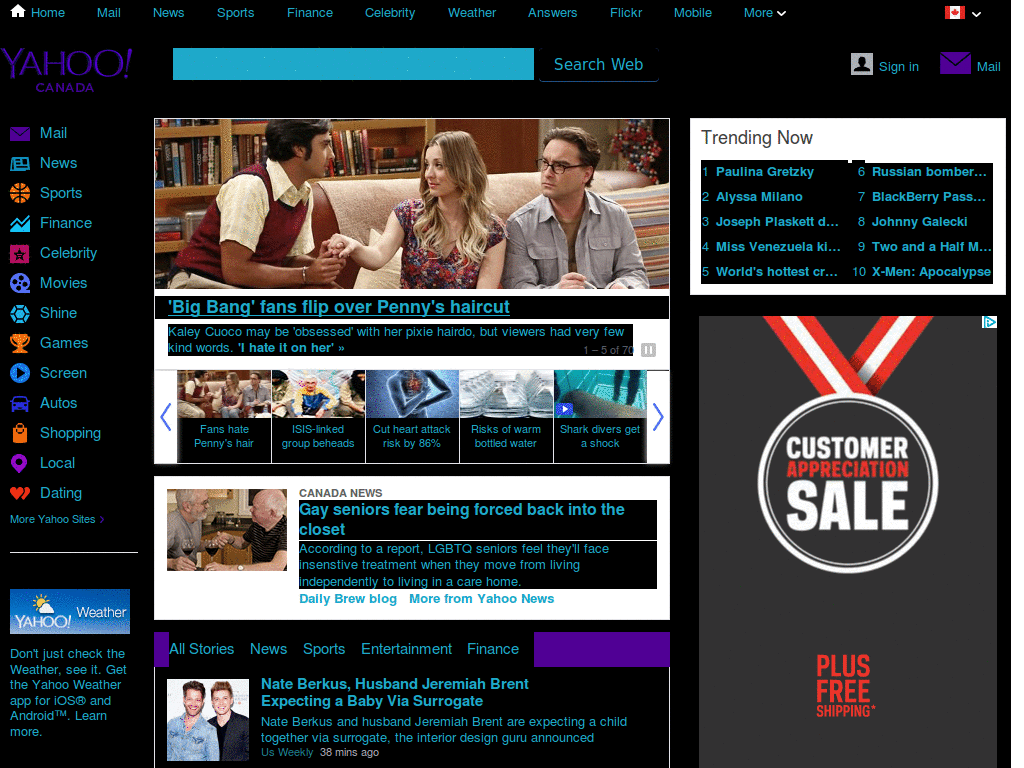 Home Mail News Sports Finance Celebrity Weather Answers Flickr Mobile More
YAHOO!
CANADA
Search Web
Sign in
Mail
Mail
News
Sports
Finance
Celebrity
Movies
Shine
Games
Screen
Autos
Shopping
Local
Dating
More Yahoo Sites
YAHOO! Weather
Don't just check the
Weather, see it. Get
the Yahoo Weather
app for iOS® and
Android™. Learn
more.
'Big Bang' fans flip over Penny's haircut
Kaley Cuoco may be 'obsessed' with her pixie hairdo, but viewers had very few
kind words. 'I hate it on her' »
1 – 5 of 70
Fans hate
Penny's hair
ISIS-linked
group beheads
Cut heart attack
risk by 86%
Risks of warm
bottled water
Shark divers get
a shock
CANADA NEWS
Gay seniors fear being forced back into the
closet
According to a report, LGBTQ seniors feel they'll face
insenstive treatment when they move from living
independently to living in a care home.
Daily Brew blog More from Yahoo News
All Stories News Sports Entertainment Finance
Nate Berkus, Husband Jeremiah Brent
Expecting a Baby Via Surrogate
Nate Berkus and husband Jeremiah Brent are expecting a child
together via surrogate, the interior design guru announced
Us Weekly 38 mins ago
Trending Now
1 Paulina Gretzky
2 Alyssa Milano
3 Joseph Plaskett d...
4 Miss Venezuela ki...
5 World's hottest cr...
6 Russian bomber...
7 BlackBerry Pass...
8 Johnny Galecki
9 Two and a Half M...
10 X-Men: Apocalypse
CUSTOMER
APPRECIATION
SALE
PLUS
FREE
SHIPPING*